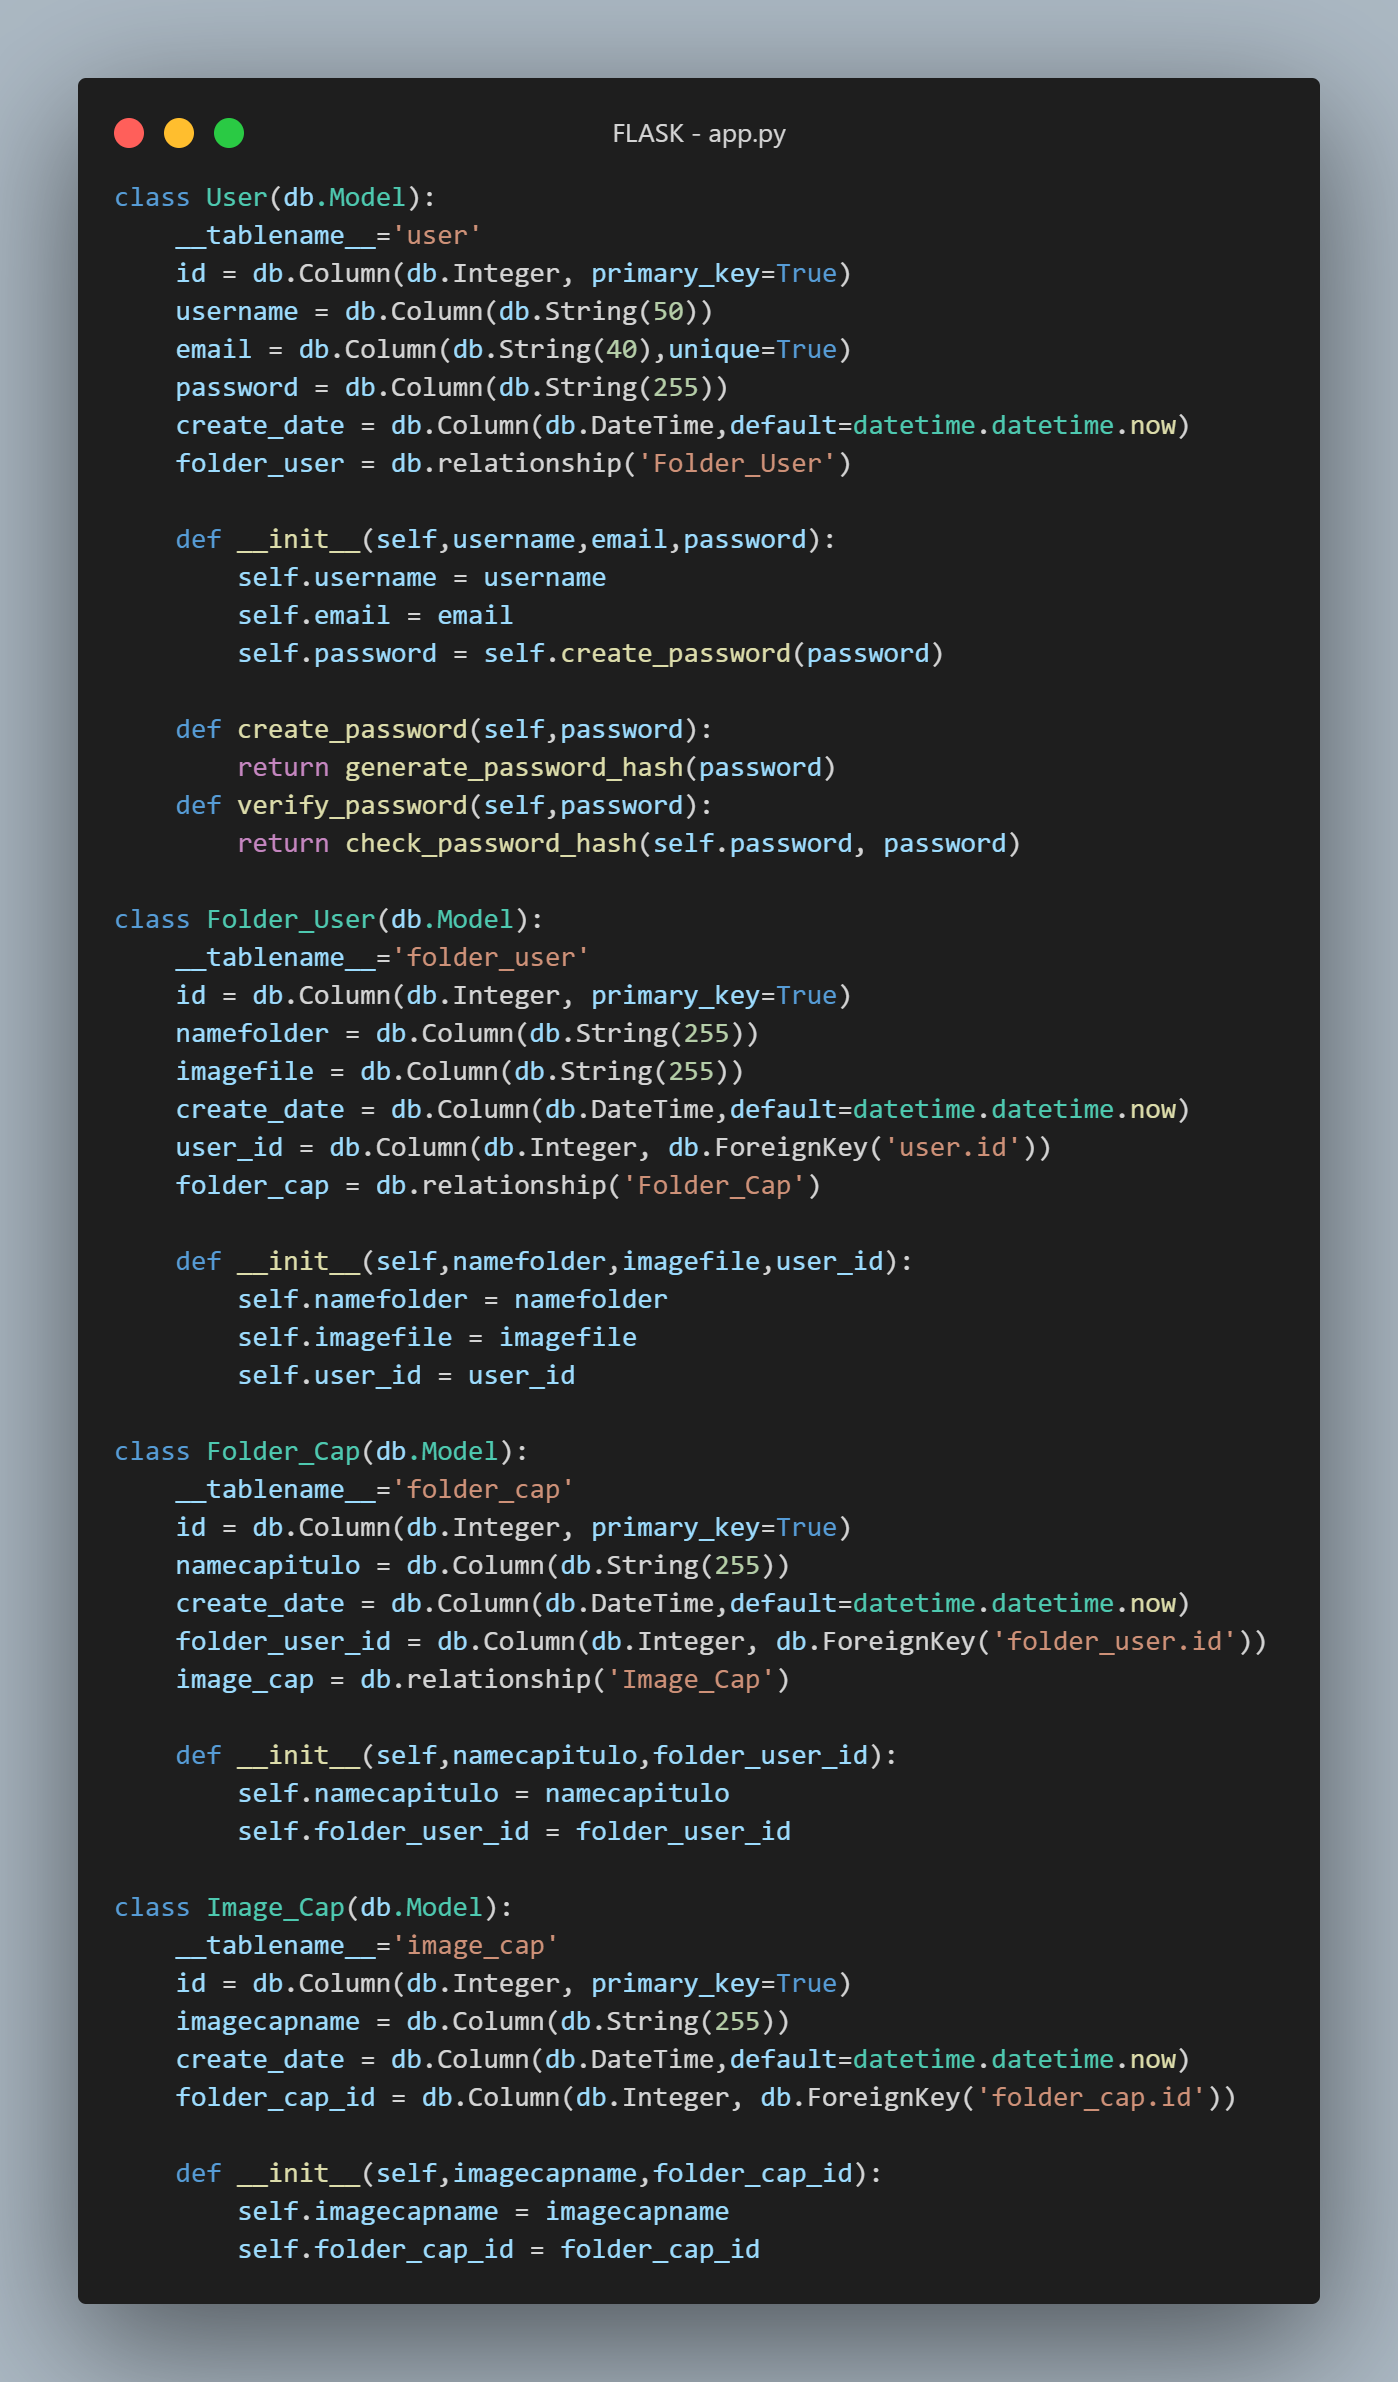 FLASK - app.py
class User(db.Model):
    __tablename__='user'
    id = db.Column(db.Integer, primary_key=True)
    username = db.Column(db.String(50))
    email = db.Column(db.String(40),unique=True)
    password = db.Column(db.String(255))
    create_date = db.Column(db.DateTime,default=datetime.datetime.now)
    folder_user = db.relationship('Folder_User')

    def __init__(self,username,email,password):
        self.username = username
        self.email = email
        self.password = self.create_password(password)

    def create_password(self,password):
        return generate_password_hash(password)
    def verify_password(self,password):
        return check_password_hash(self.password, password)

class Folder_User(db.Model):
    __tablename__='folder_user'
    id = db.Column(db.Integer, primary_key=True)
    namefolder = db.Column(db.String(255))
    imagefile = db.Column(db.String(255))
    create_date = db.Column(db.DateTime,default=datetime.datetime.now)
    user_id = db.Column(db.Integer, db.ForeignKey('user.id'))
    folder_cap = db.relationship('Folder_Cap')

    def __init__(self,namefolder,imagefile,user_id):
        self.namefolder = namefolder
        self.imagefile = imagefile
        self.user_id = user_id

class Folder_Cap(db.Model):
    __tablename__='folder_cap'
    id = db.Column(db.Integer, primary_key=True)
    namecapitulo = db.Column(db.String(255))
    create_date = db.Column(db.DateTime,default=datetime.datetime.now)
    folder_user_id = db.Column(db.Integer, db.ForeignKey('folder_user.id'))
    image_cap = db.relationship('Image_Cap')

    def __init__(self,namecapitulo,folder_user_id):
        self.namecapitulo = namecapitulo
        self.folder_user_id = folder_user_id

class Image_Cap(db.Model):
    __tablename__='image_cap'
    id = db.Column(db.Integer, primary_key=True)
    imagecapname = db.Column(db.String(255))
    create_date = db.Column(db.DateTime,default=datetime.datetime.now)
    folder_cap_id = db.Column(db.Integer, db.ForeignKey('folder_cap.id'))

    def __init__(self,imagecapname,folder_cap_id):
        self.imagecapname = imagecapname
        self.folder_cap_id = folder_cap_id